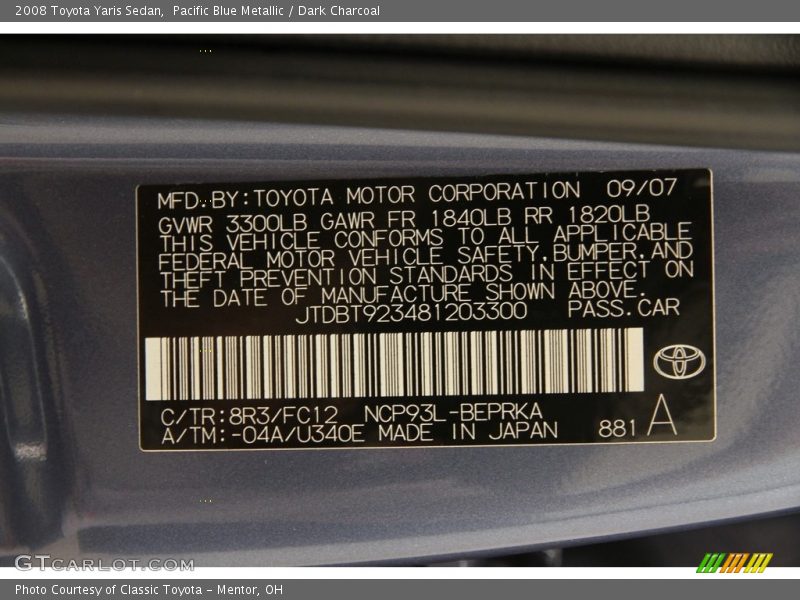 2008 Toyota Yaris Sedan, Pacific Blue Metallic / Dark Charcoal
MFD.BY:TOYOTA MOTOR CORPORATION 09/07
GVWR 3300LB GAWR FR 1840LB RR 1820LB
THIS VEHICLE CONFORMS TO ALL APPLICABLE
FEDERAL MOTOR VEHICLE SAFETY,BUMPER,AND
THEFT PREVENTION STANDARDS IN EFFECT ON
THE DATE OF MANUFACTURE SHOWN ABOVE.
JTDBT923481203300 PASS.CAR
C/TR:8R3/FC12 NCP93L-BEPRKA
A/TM:-04A/U340E MADE IN JAPAN 881 A
GTCARLOT.COM
Photo Courtesy of Classic Toyota - Mentor, OH